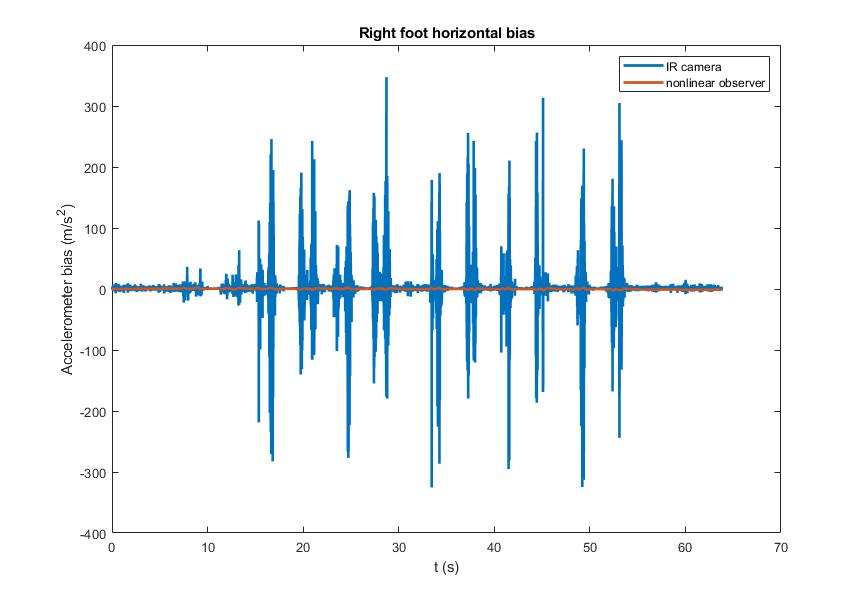 Right foot horizontal bias
IR camera
nonlinear observer
Accelerometer bias (m/s²)
400
300
200
100
0
-100
-200
-300
-400
0 10 20 30 40 50 60 70
t (s)